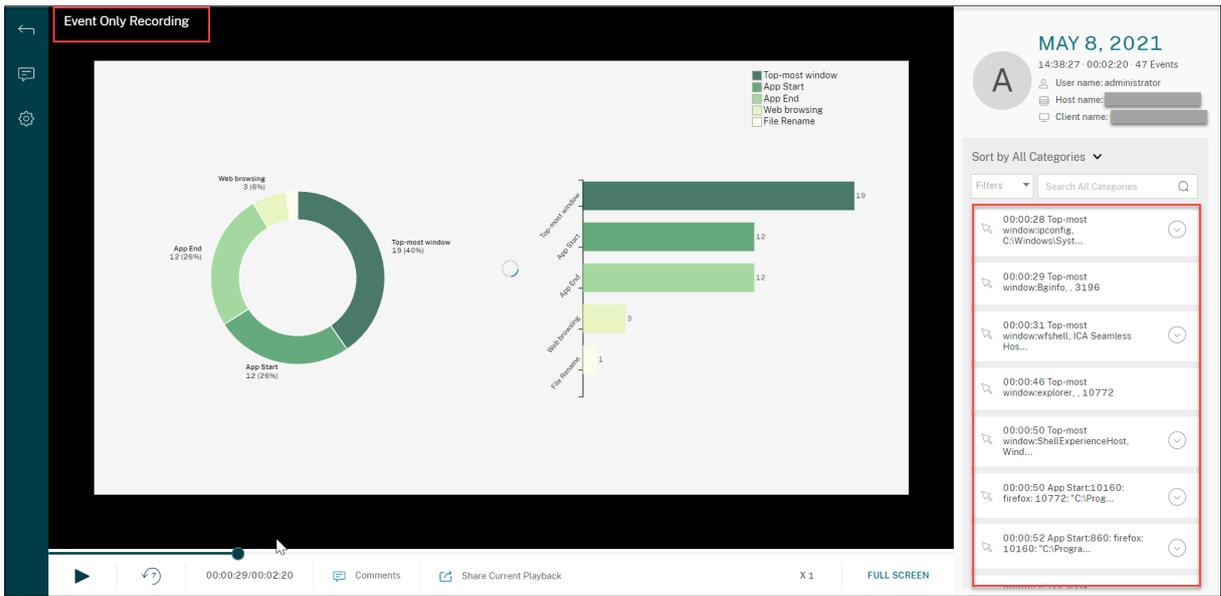 Event Only Recording
Top-most window
App Start
App End
Web browsing
File Rename
Web browsing
3 (6%)
App End
12 (26%)
Top-most window
19 (40%)
App Start
12 (26%)
Top-most window
19
App Start
12
App End
12
Web browsing
3
File Rename
1
7
00:00:29/00:02:20
Comments
Share Current Playback
X 1
FULL SCREEN
A
MAY 8, 2021
14:38:27 · 00:02:20 · 47 Events
User name: administrator
Host name:
Client name:
Sort by All Categories
Filters
Search All Categories
00:00:28 Top-most
window:ipconfig,
C:\Windows\Syst...
00:00:29 Top-most
window:Bginfo, , 3196
00:00:31 Top-most
window:wfshell, ICA Seamless
Hos...
00:00:46 Top-most
window:explorer, , 10772
00:00:50 Top-most
window:ShellExperienceHost,
Wind...
00:00:50 App Start:10160:
firefox: 10772: "C:\Prog...
00:00:52 App Start:860: firefox:
10160: "C:\Progra...